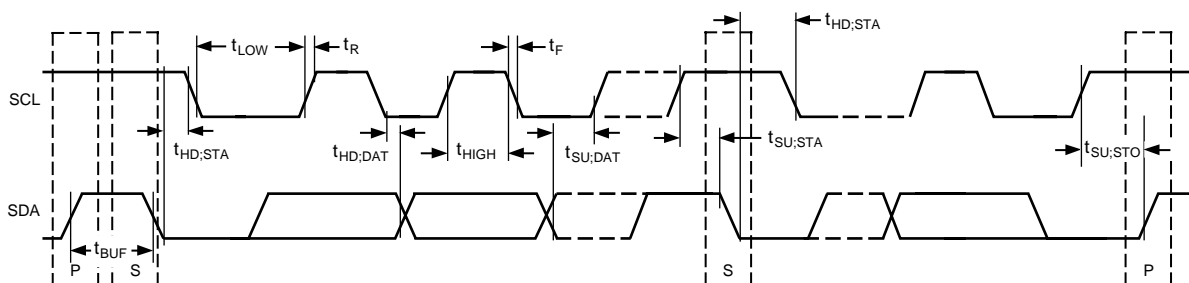 t_HD;STA
t_LOW
t_R
t_F
SCL
t_HD;STA
t_HD;DAT
t_HIGH
t_SU;DAT
t_SU;STA
t_SU;STO
SDA
t_BUF
P
S
S
P